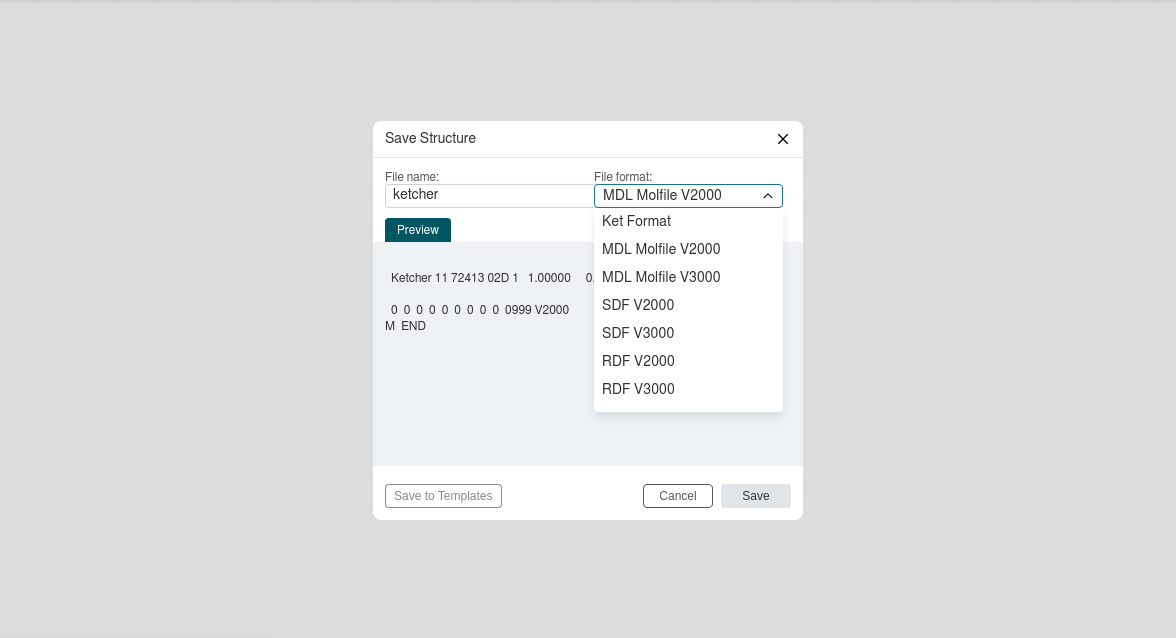 Save Structure
File name:
File format:
ketcher
MDL Molfile V2000
Ket Format
MDL Molfile V2000
MDL Molfile V3000
SDF V2000
SDF V3000
RDF V2000
RDF V3000
Preview
Ketcher 11 72413 02D 1   1.00000     0.
0  0  0  0  0  0  0  0  0  0999 V2000
M  END
Save to Templates
Cancel
Save